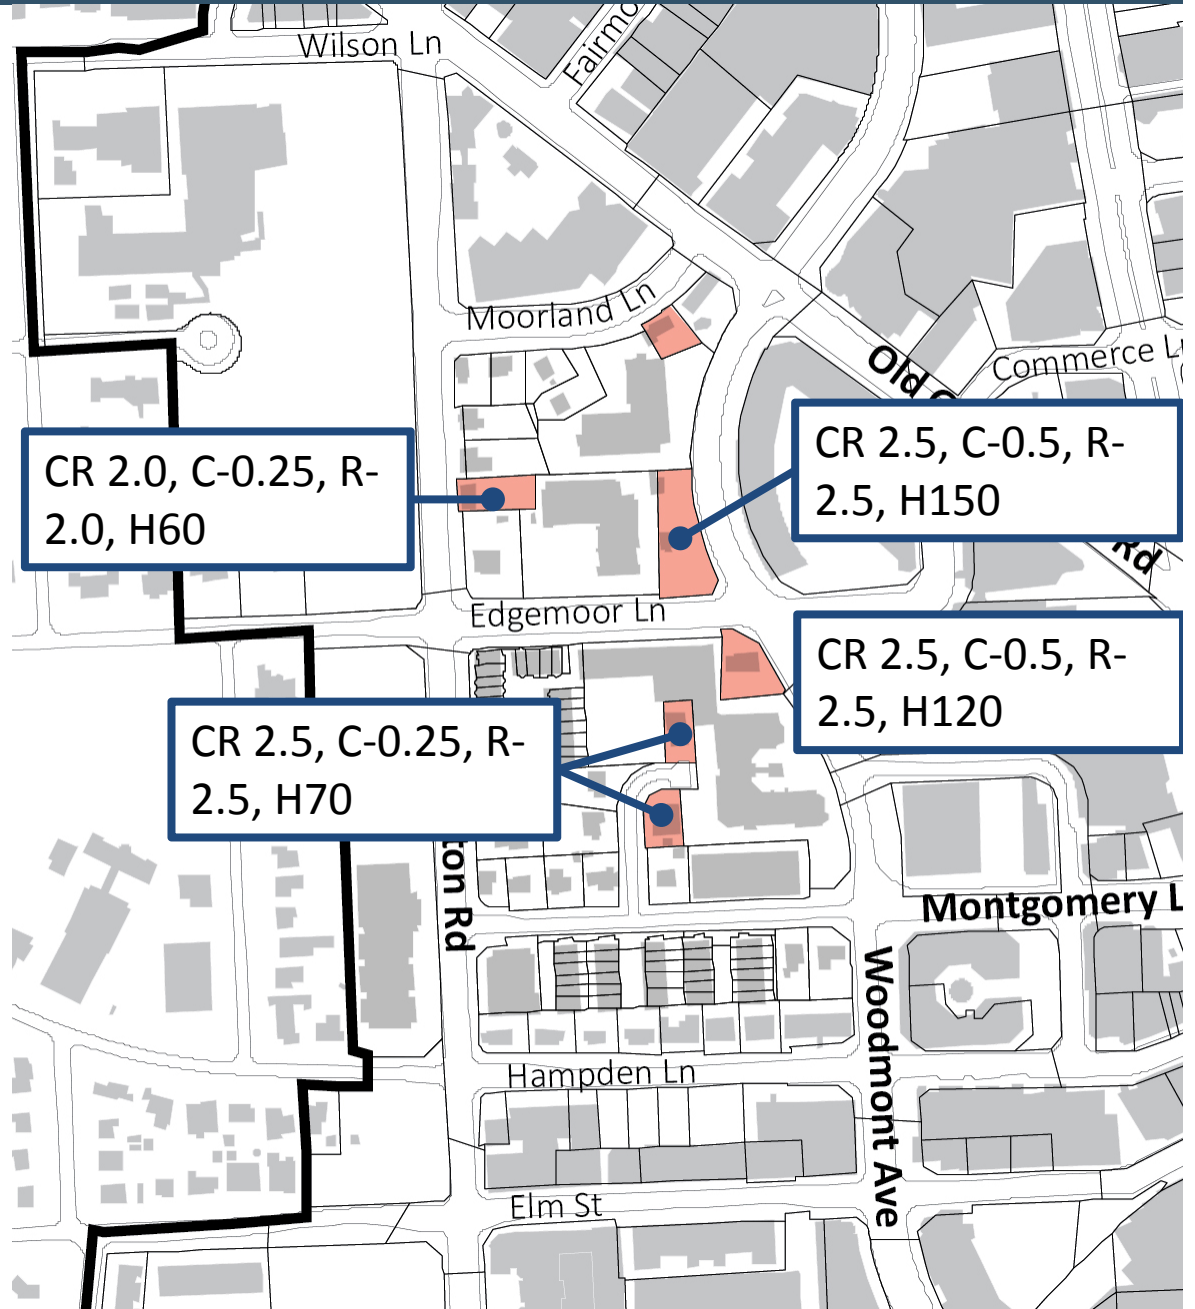 Wilson Ln
Fairmo
Moorland Ln
Commerce L
Old
CR 2.0, C-0.25, R-
2.0, H60
CR 2.5, C-0.5, R-
2.5, H150
Rd
Edgemoor Ln
CR 2.5, C-0.5, R-
2.5, H120
CR 2.5, C-0.25, R-
2.5, H70
ton Rd
Montgomery L
Woodmont Ave
Hampden Ln
Elm St